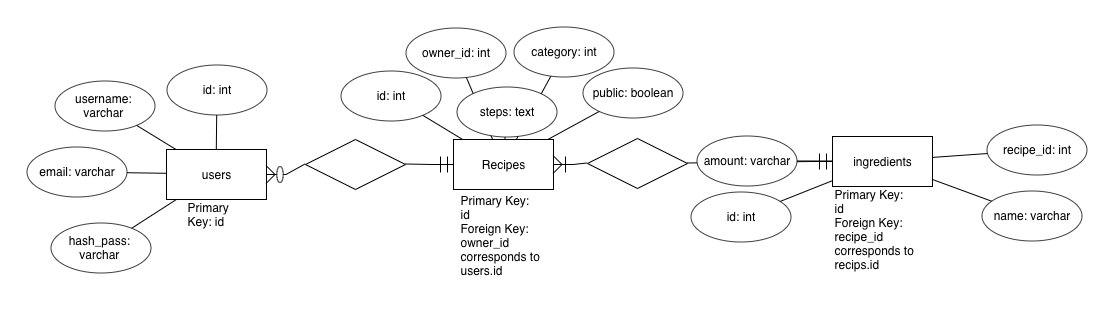 username:
varchar
id: int
email: varchar
users
hash_pass:
varchar
Primary
Key: id
owner_id: int
category: int
id: int
steps: text
public: boolean
Recipes
Primary Key:
id
Foreign Key:
owner_id
corresponds to
users.id
amount: varchar
ingredients
recipe_id: int
id: int
name: varchar
Primary Key:
id
Foreign Key:
recipe_id
corresponds to
recips.id